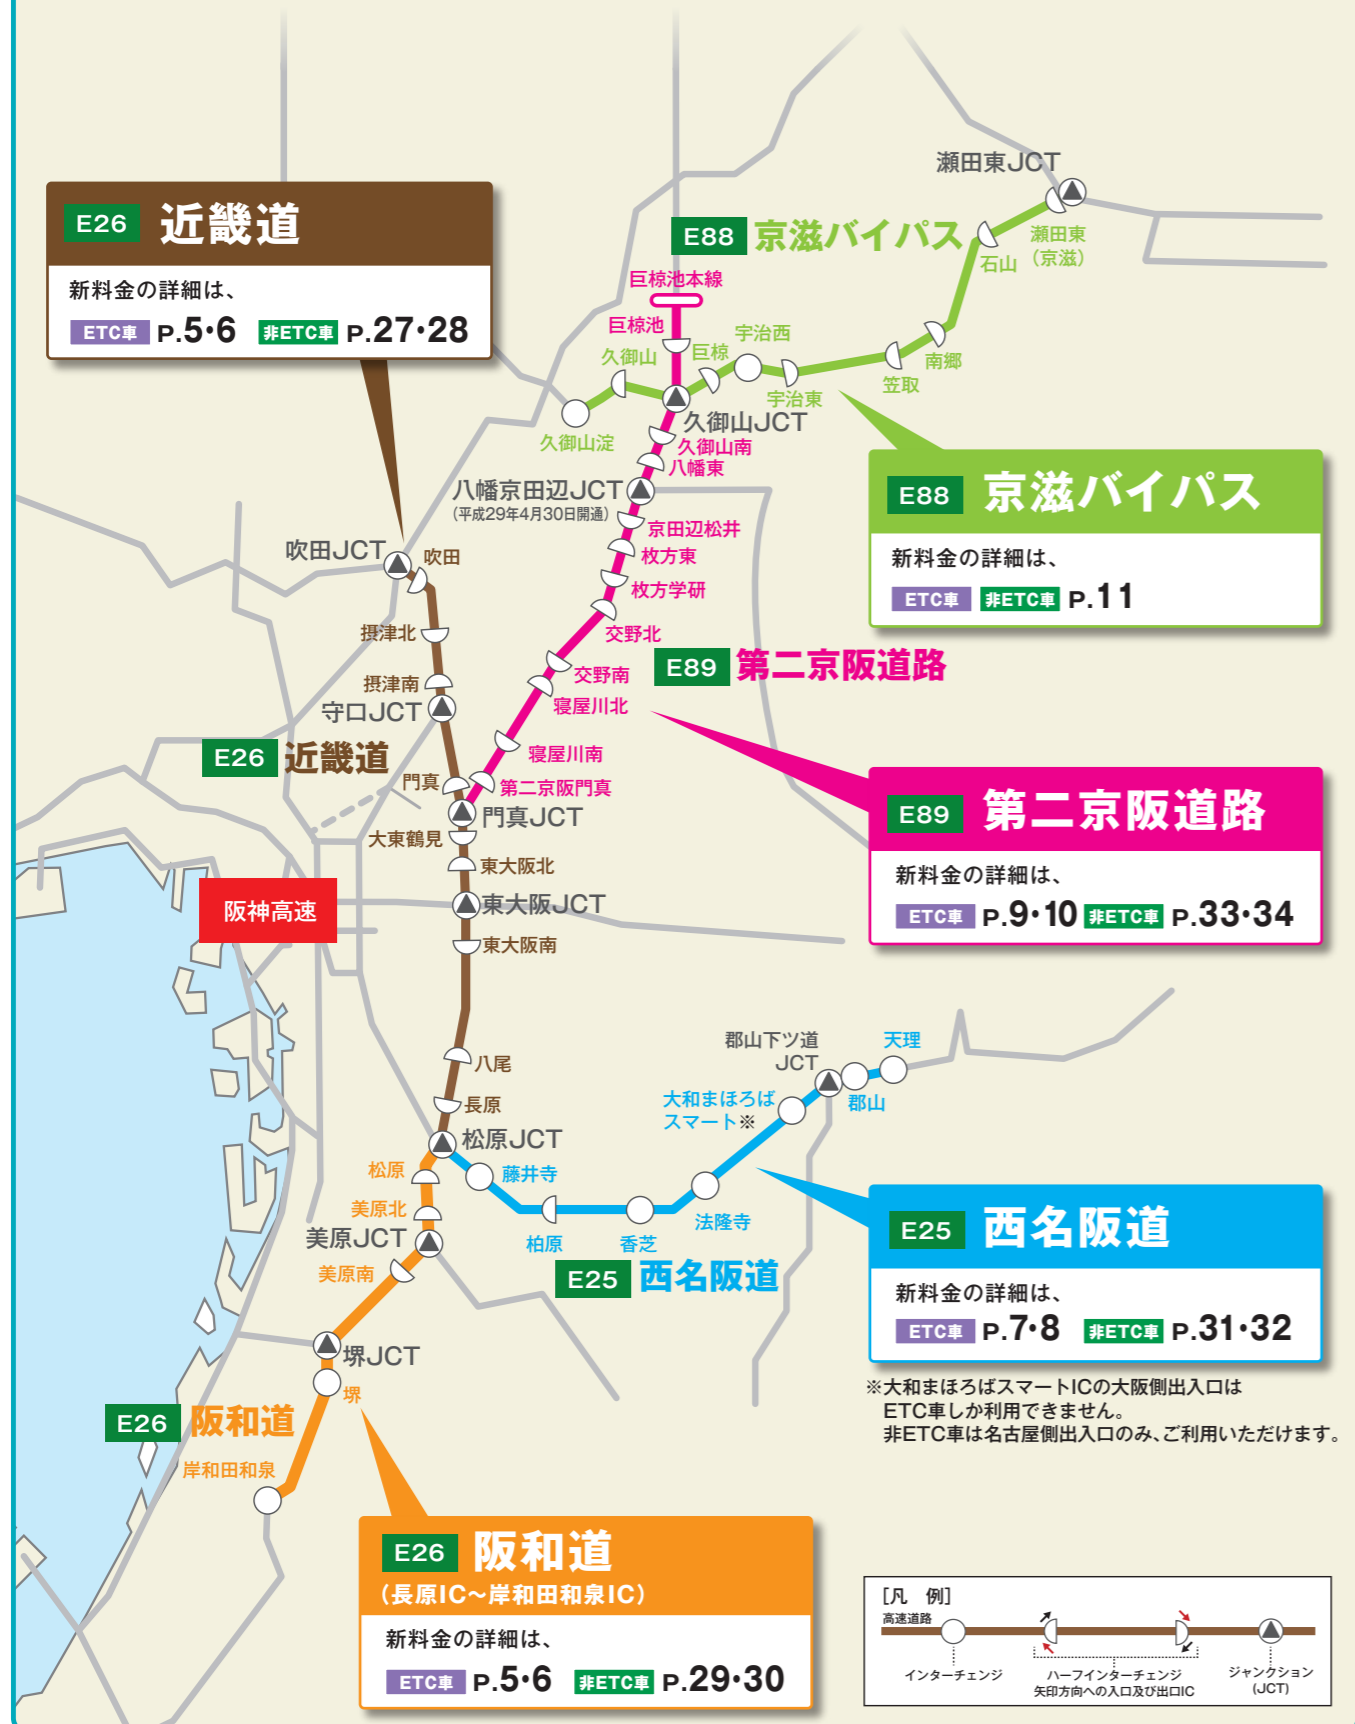 瀬田東JCT
E26 近畿道
新料金の詳細は、
ETC車 P.5・6 非ETC車 P.27・28
E88 京滋バイパス
瀬田東
（京滋）
石山
巨椋池本線
巨椋池
宇治西
久御山
巨椋
南郷
笠取
宇治東
久御山JCT
久御山淀
久御山南
八幡東
八幡京田辺JCT
（平成29年4月30日開通）
E88 京滋バイパス
新料金の詳細は、
ETC車 非ETC車 P.11
京田辺松井
吹田JCT
吹田
枚方東
枚方学研
摂津北
交野北
E89 第二京阪道路
交野南
摂津南
寝屋川北
守口JCT
E26 近畿道
寝屋川南
門真
第二京阪門真
門真JCT
E89 第二京阪道路
新料金の詳細は、
ETC車 P.9・10 非ETC車 P.33・34
大東鶴見
東大阪北
阪神高速
東大阪JCT
東大阪南
郡山下ツ道
JCT
天理
八尾
大和まほろば
スマート※
郡山
長原
松原JCT
松原
藤井寺
美原北
法隆寺
美原JCT
柏原
香芝
美原南
E25 西名阪道
E25 西名阪道
新料金の詳細は、
ETC車 P.7・8 非ETC車 P.31・32
堺JCT
堺
※大和まほろばスマートICの大阪側出入口は
ETC車しか利用できません。
非ETC車は名古屋側出入口のみ、ご利用いただけます。
E26 阪和道
岸和田和泉
E26 阪和道
（長原IC～岸和田和泉IC）
新料金の詳細は、
ETC車 P.5・6 非ETC車 P.29・30
[凡 例]
高速道路
インターチェンジ
ハーフインターチェンジ
矢印方向への入口及び出口IC
ジャンクション
(JCT)